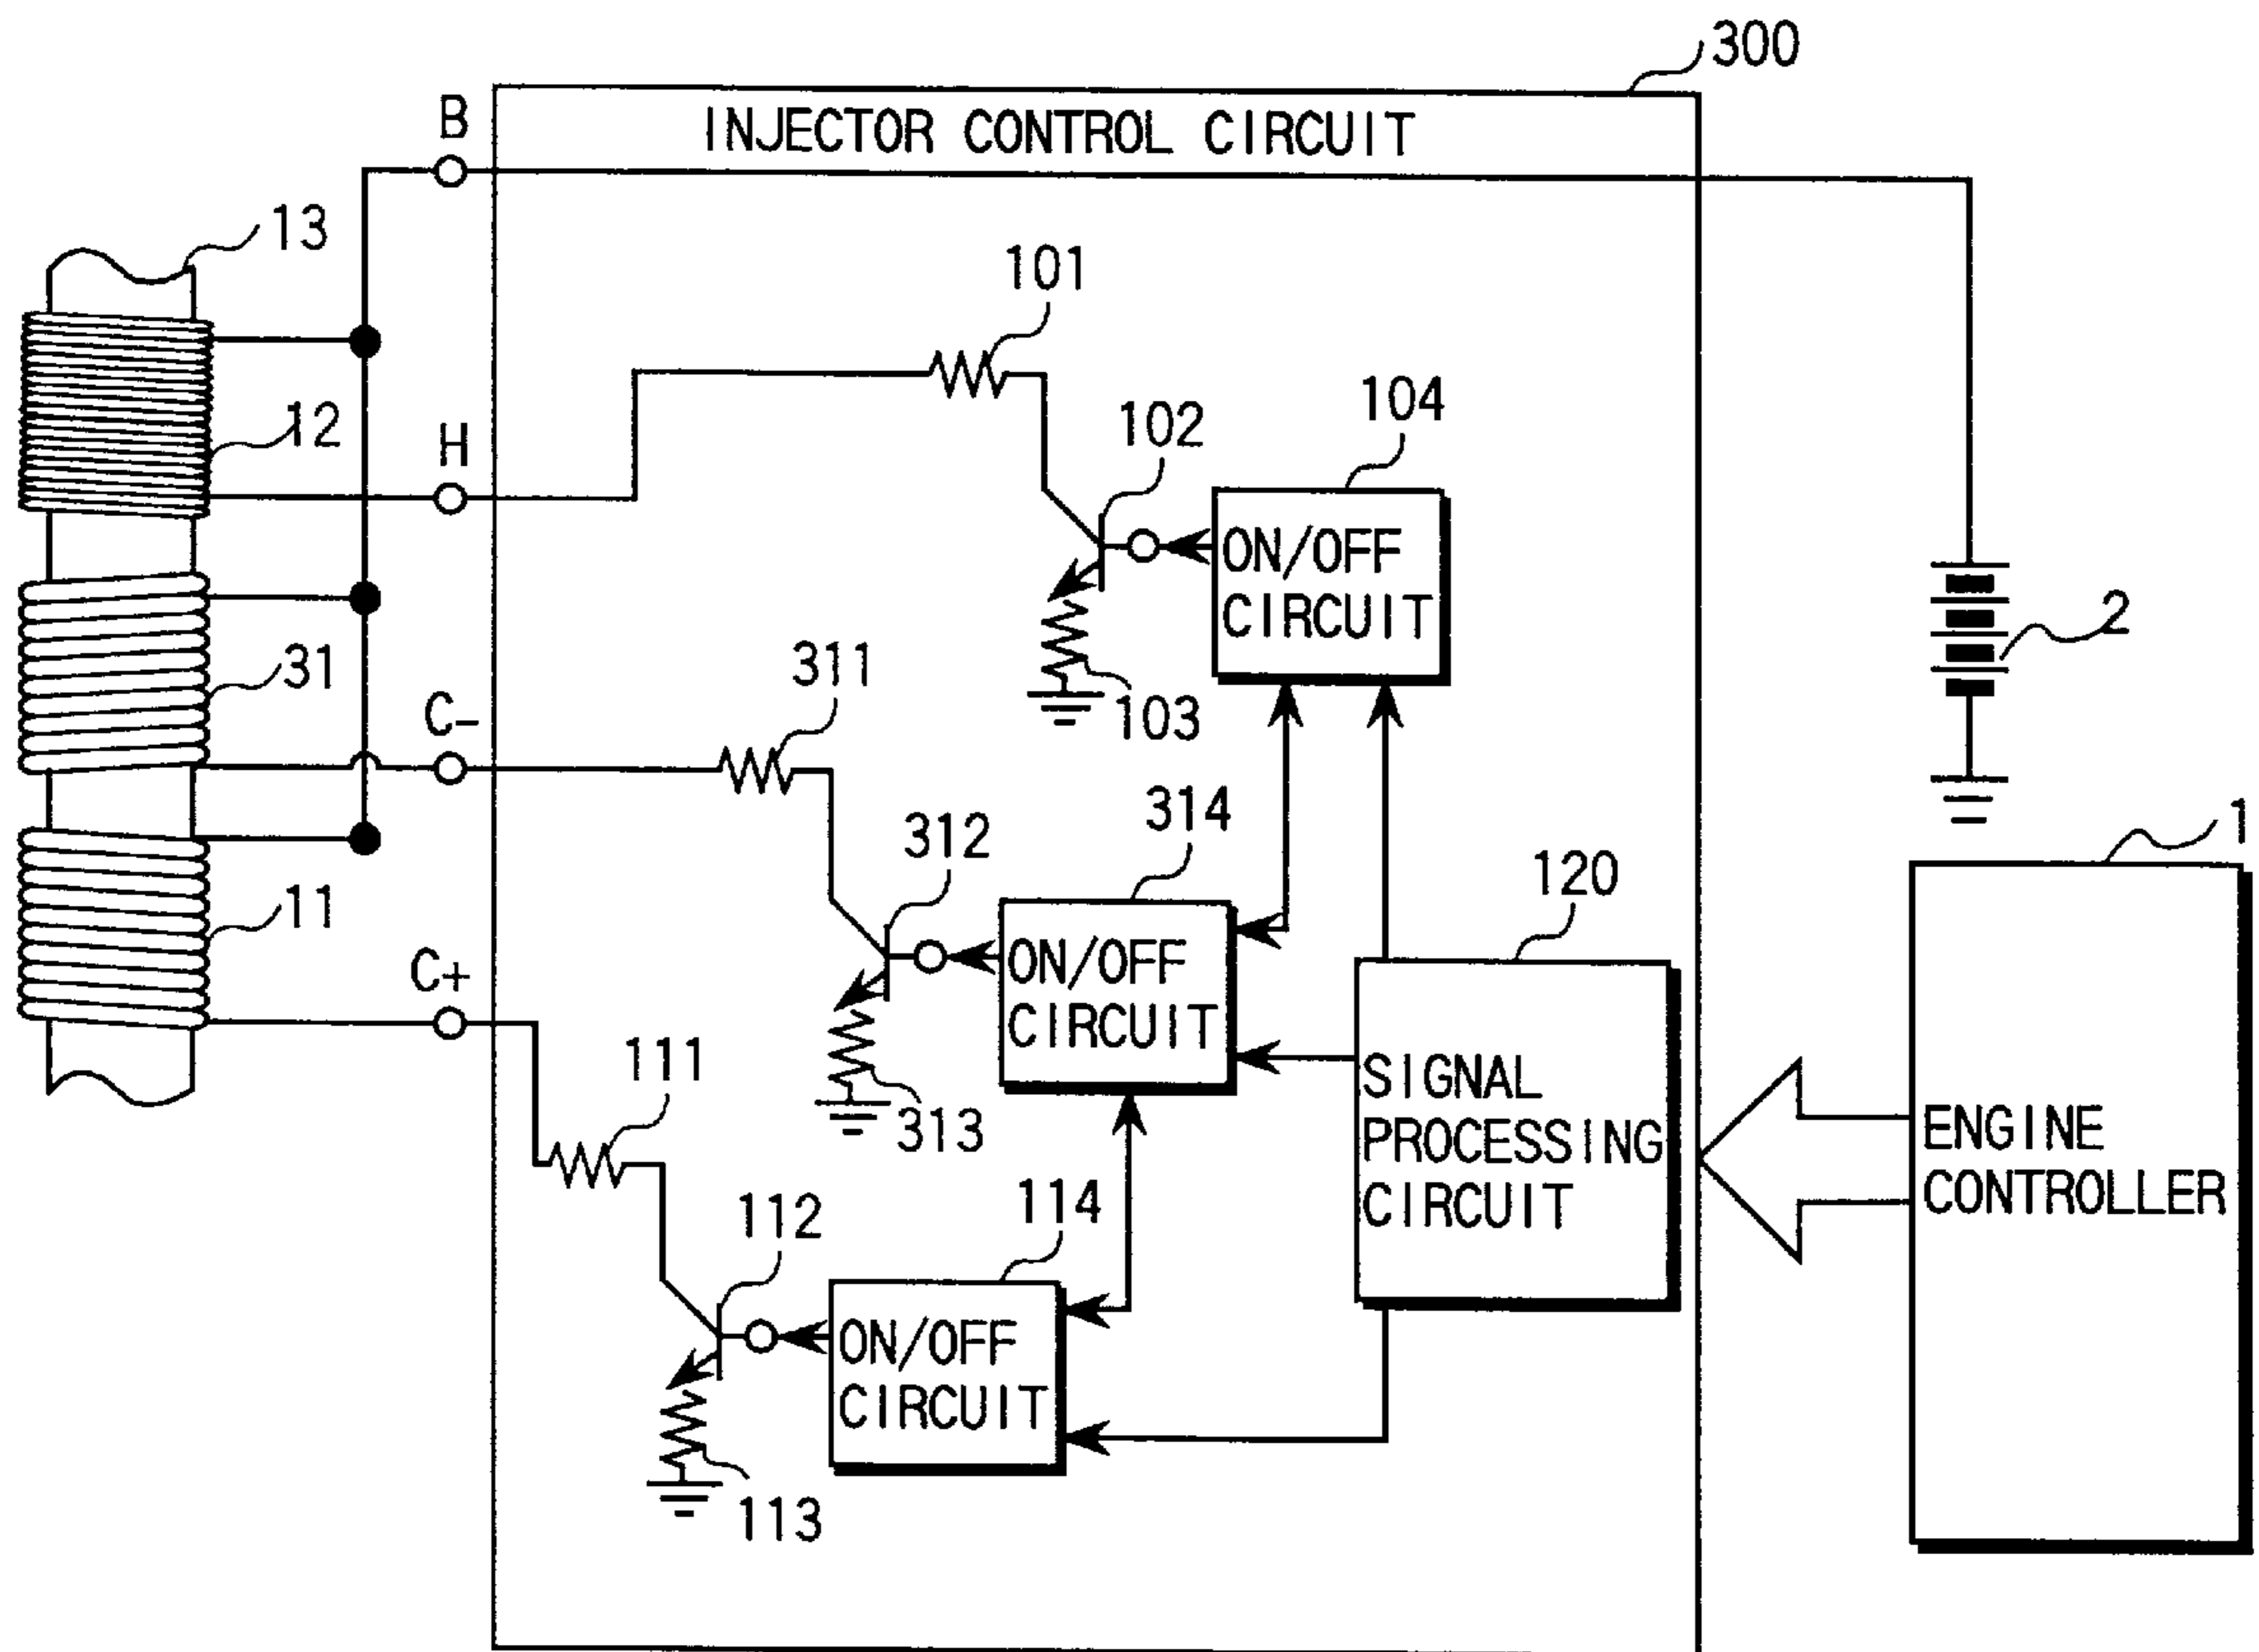 300
INJECTOR CONTROL CIRCUIT
B
13
101
104
102
12
H
ON/OFF
CIRCUIT
2
103
311
31
C-
314
312
1
120
11
C+
ON/OFF
CIRCUIT
111
313
SIGNAL
PROCESSING
CIRCUIT
ENGINE
CONTROLLER
114
112
ON/OFF
CIRCUIT
113